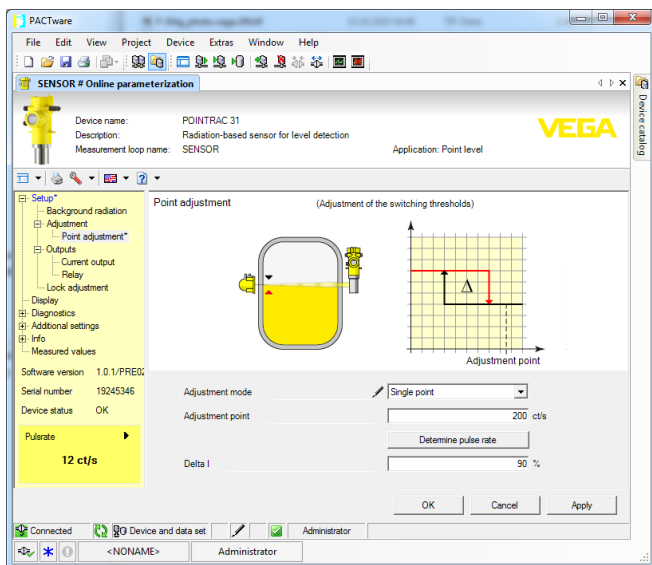 PACTware
File Edit View Project Device Extras Window Help
SENSOR # Online parameterization
Device name: POINTRAC 31
Description: Radiation-based sensor for level detection
Measurement loop name: SENSOR Application: Point level
VEGA
Device catalog
Setup*
Background radiation
Adjustment
Point adjustment*
Outputs
Current output
Relay
Lock adjustment
Display
Diagnostics
Additional settings
Info
Measured values
Software version 1.0.1/PRE02
Serial number 19245346
Device status OK
Pulsrate
12 ct/s
Point adjustment (Adjustment of the switching thresholds)
Δ
Adjustment point
Adjustment mode Single point
Adjustment point 200 ct/s
Determine pulse rate
Delta I 90 %
OK Cancel Apply
Connected Device and data set Administrator
<NONAME> Administrator